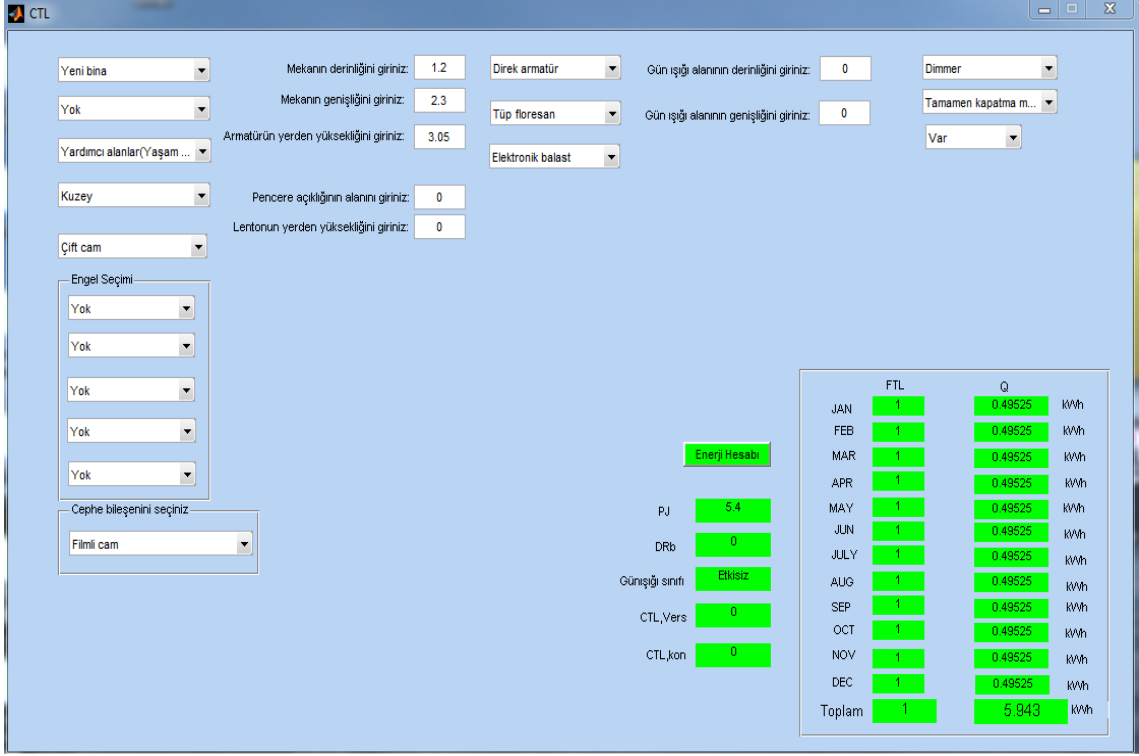 CTL
Yeni bina
Yok
Yardımcı alanlar(Yaşam ...
Kuzey
Çift cam
Engel Seçimi
Yok
Yok
Yok
Yok
Yok
Cephe bileşenini seçiniz
Filmli cam
Mekanın derinliğini giriniz: 1.2
Mekanın genişliğini giriniz: 2.3
Armatürün yerden yüksekliğini giriniz: 3.05
Pencere açıklığının alanını giriniz: 0
Lentonun yerden yüksekliğini giriniz: 0
Direk armatür
Tüp floresan
Elektronik balast
Gün ışığı alanının derinliğini giriniz: 0
Gün ışığı alanının genişliğini giriniz: 0
Dimmer
Tamamen kapatma m...
Var
Enerji Hesabı
PJ 5.4
DRb 0
Günışığı sınıfı Etkisiz
CTL,Vers 0
CTL,kon 0
FTL Q
JAN 1 0.49525 kWh
FEB 1 0.49525 kWh
MAR 1 0.49525 kWh
APR 1 0.49525 kWh
MAY 1 0.49525 kWh
JUN 1 0.49525 kWh
JULY 1 0.49525 kWh
AUG 1 0.49525 kWh
SEP 1 0.49525 kWh
OCT 1 0.49525 kWh
NOV 1 0.49525 kWh
DEC 1 0.49525 kWh
Toplam 1 5.943 kWh